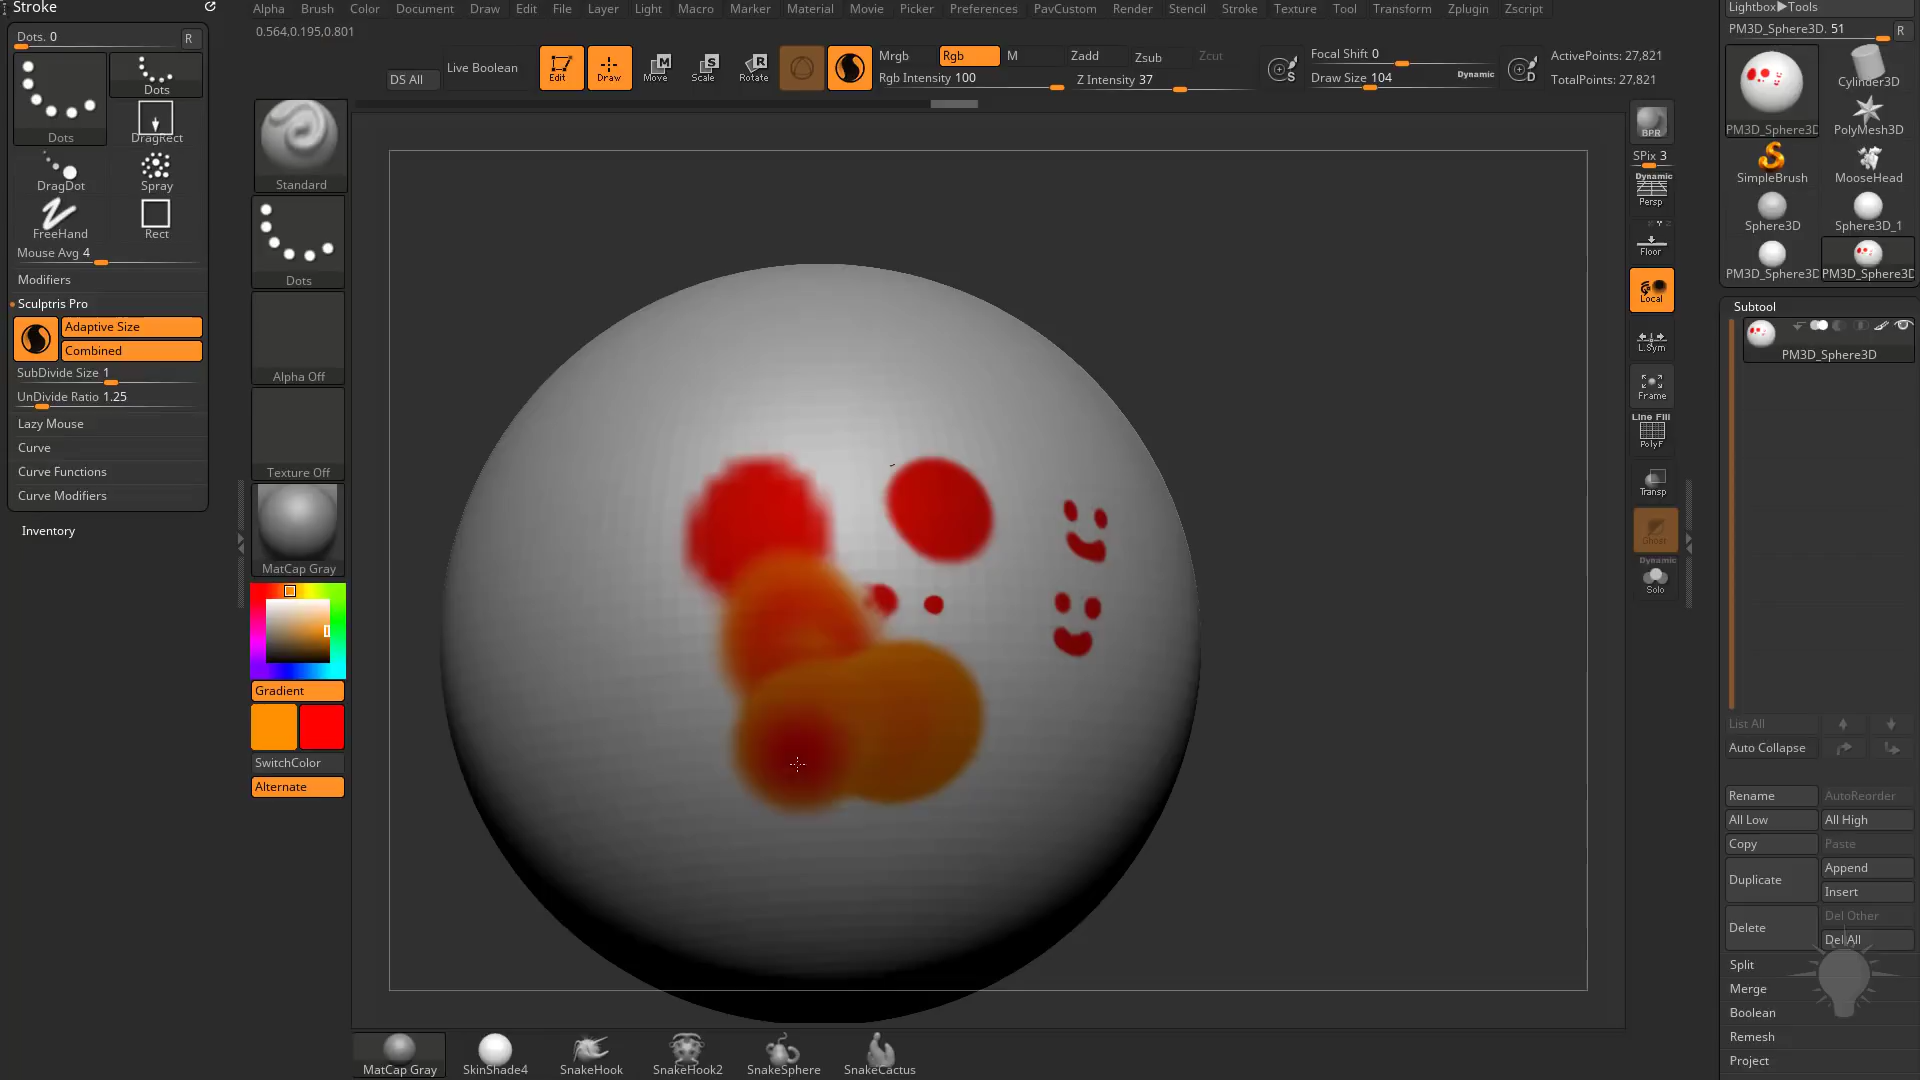 Stroke
Alpha Brush Color Document Draw Edit File Layer Light Macro Marker Material Movie Picker Preferences PavCustom Render Stencil Stroke Texture Tool Transform Zplugin Zscript
Lightbox▶Tools
0.564,0.195,0.801
Dots. 0 R
Dots
Dots
DragRect
DragDot
Spray
FreeHand
Rect
Mouse Avg 4
Modifiers
Sculptris Pro
Adaptive Size
Combined
SubDivide Size 1
UnDivide Ratio 1.25
Lazy Mouse
Curve
Curve Functions
Curve Modifiers
Inventory
DS All
Live Boolean
Edit
Draw
Move
Scale
Rotate
Mrgb Rgb M
Rgb Intensity 100
Zadd Zsub Zcut
Z Intensity 37
Focal Shift 0
Draw Size 104 Dynamic
ActivePoints: 27,821
TotalPoints: 27,821
Standard
Dots
Alpha Off
Texture Off
MatCap Gray
Gradient
SwitchColor
Alternate
BPR
SPix 3
Dynamic
Persp
Floor
Local
L.Sym
Frame
Line Fill
PolyF
Transp
Ghost
Dynamic
Solo
PM3D_Sphere3D. 51 R
PM3D_Sphere3D
Cylinder3D
PolyMesh3D
SimpleBrush
MooseHead
Sphere3D
Sphere3D_1
PM3D_Sphere3D
PM3D_Sphere3D
Subtool
PM3D_Sphere3D
List All
Auto Collapse
Rename AutoReorder
All Low All High
Copy Paste
Duplicate
Append
Insert
Delete
Del Other
Del All
Split
Merge
Boolean
Remesh
Project
MatCap Gray
SkinShade4
SnakeHook
SnakeHook2
SnakeSphere
SnakeCactus